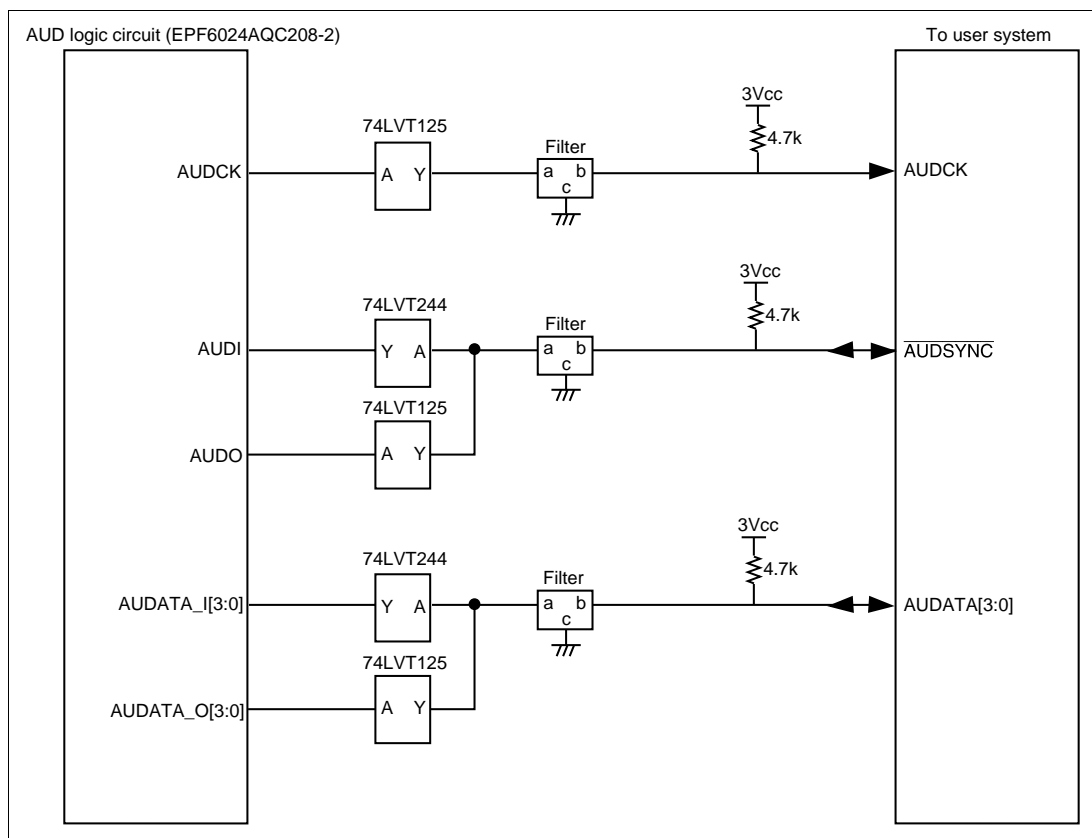 AUD logic circuit (EPF6024AQC208-2)
To user system
3Vcc
4.7k
74LVT125
Filter
AUDCK
A Y
a b
c
AUDCK
3Vcc
4.7k
74LVT244
Filter
AUDI
Y A
a b
c
AUDSYNC
74LVT125
AUDO
A Y
3Vcc
4.7k
74LVT244
Filter
AUDATA_I[3:0]
Y A
a b
c
AUDATA[3:0]
74LVT125
AUDATA_O[3:0]
A Y